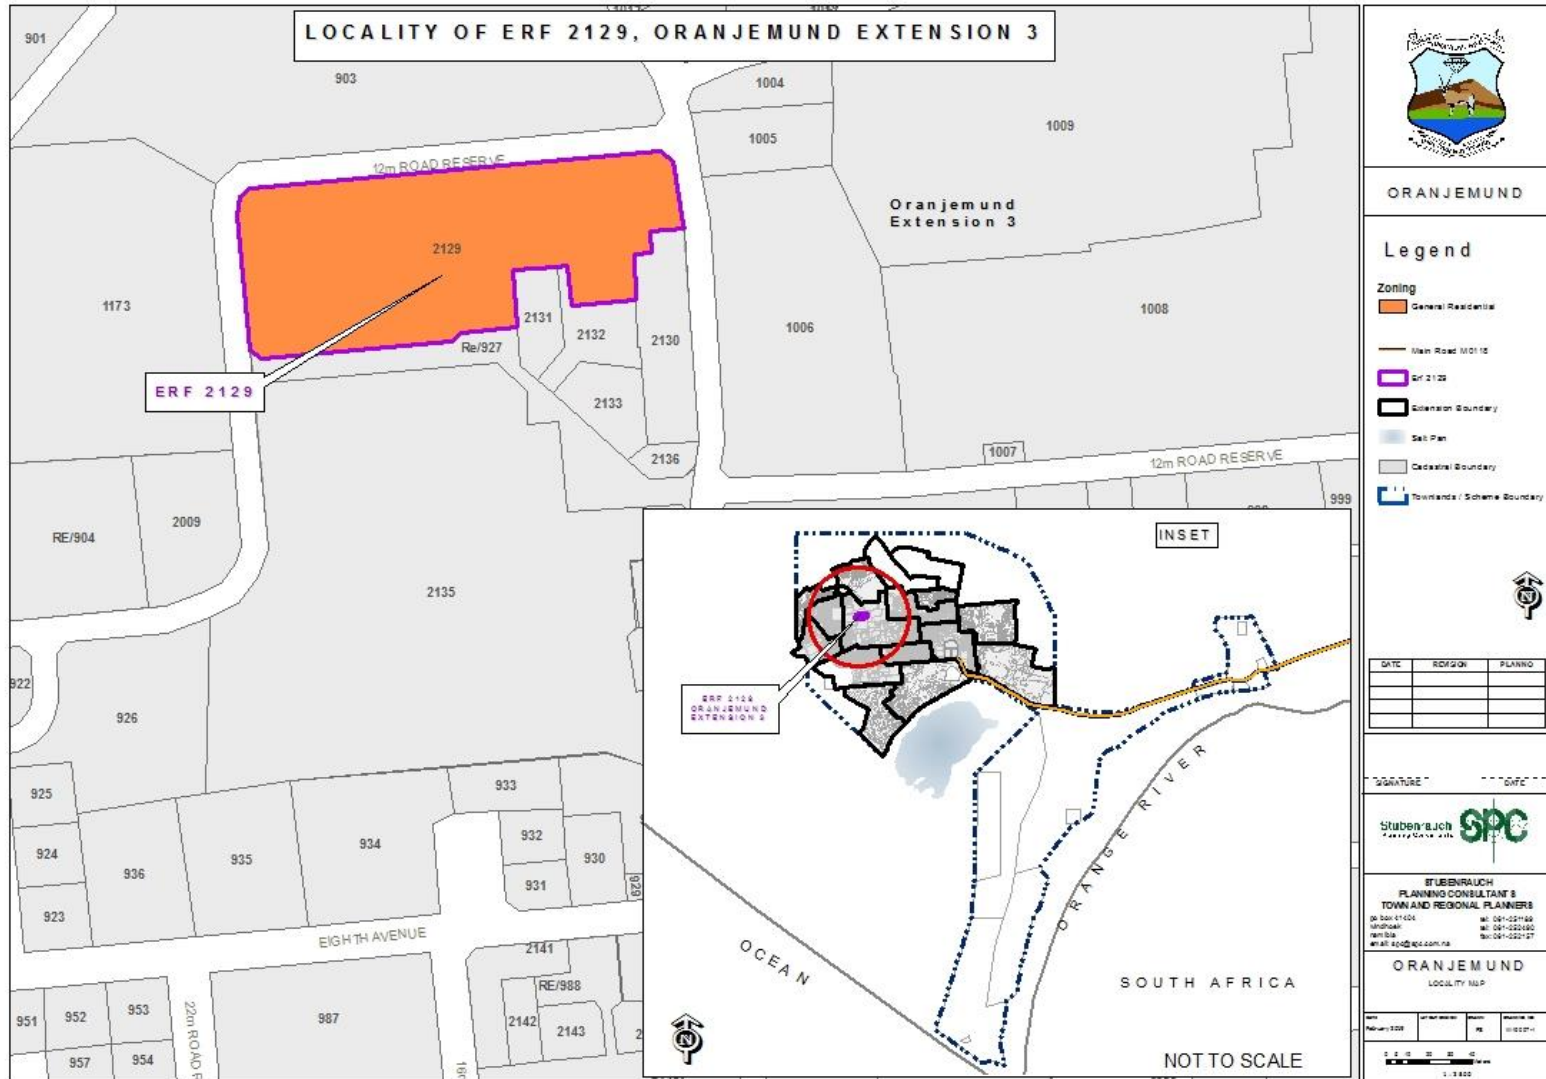 LOCALITY OF ERF 2129, ORANJEMUND EXTENSION 3
901
903
1004
1005
1009
12m ROAD RESERVE
Oranjemund
Extension 3
2129
1173
2131
2132
2130
1006
1008
Re/927
ERF 2129
2133
2136
1007
12m ROAD RESERVE
999
2009
RE/904
2135
922
926
925
933
924
936
935
934
932
930
931
929
923
EIGHTH AVENUE
2141
RE/988
951
952
953
22m ROAD R
987
2142
2143
957
954
INSET
ERF 2129
ORANJEMUND
EXTENSION 3
ORANGE RIVER
OCEAN
SOUTH AFRICA
N
NOT TO SCALE
ORANJEMUND
Legend
Zoning
General Residential
Main Road M0118
Erf 2129
Extension Boundary
Salt Pan
Cadastral Boundary
Townlands / Scheme Boundary
N
DATE REVISION PLANNO
SIGNATURE DATE
Stubenrauch SPC
Planning Consultants
STUBENRAUCH
PLANNING CONSULTANTS
TOWN AND REGIONAL PLANNERS
ORANJEMUND
LOCALITY MAP